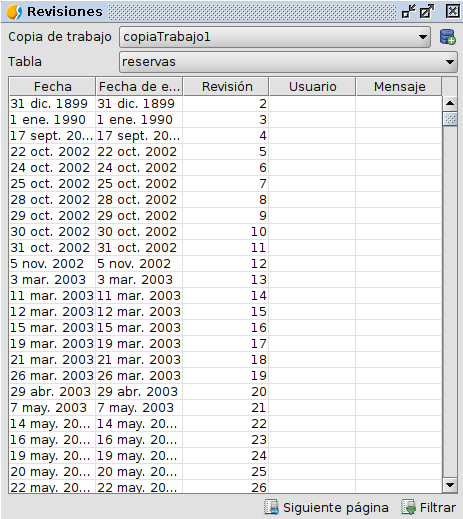 Revisiones
Copia de trabajo copiaTrabajo1
Tabla reservas
Fecha Fecha de e... Revisión Usuario Mensaje
31 dic. 1899 31 dic. 1899 2
1 ene. 1990 1 ene. 1990 3
17 sept. 20... 17 sept. 20... 4
22 oct. 2002 22 oct. 2002 5
24 oct. 2002 24 oct. 2002 6
25 oct. 2002 25 oct. 2002 7
28 oct. 2002 28 oct. 2002 8
29 oct. 2002 29 oct. 2002 9
30 oct. 2002 30 oct. 2002 10
31 oct. 2002 31 oct. 2002 11
5 nov. 2002 5 nov. 2002 12
3 mar. 2003 3 mar. 2003 13
11 mar. 2003 11 mar. 2003 14
12 mar. 2003 12 mar. 2003 15
15 mar. 2003 15 mar. 2003 16
19 mar. 2003 19 mar. 2003 17
21 mar. 2003 21 mar. 2003 18
26 mar. 2003 26 mar. 2003 19
29 abr. 2003 29 abr. 2003 20
7 may. 2003 7 may. 2003 21
14 may. 20... 14 may. 20... 22
16 may. 20... 16 may. 20... 23
19 may. 20... 19 may. 20... 24
20 may. 20... 20 may. 20... 25
22 may. 20... 22 may. 20... 26
Siguiente página Filtrar